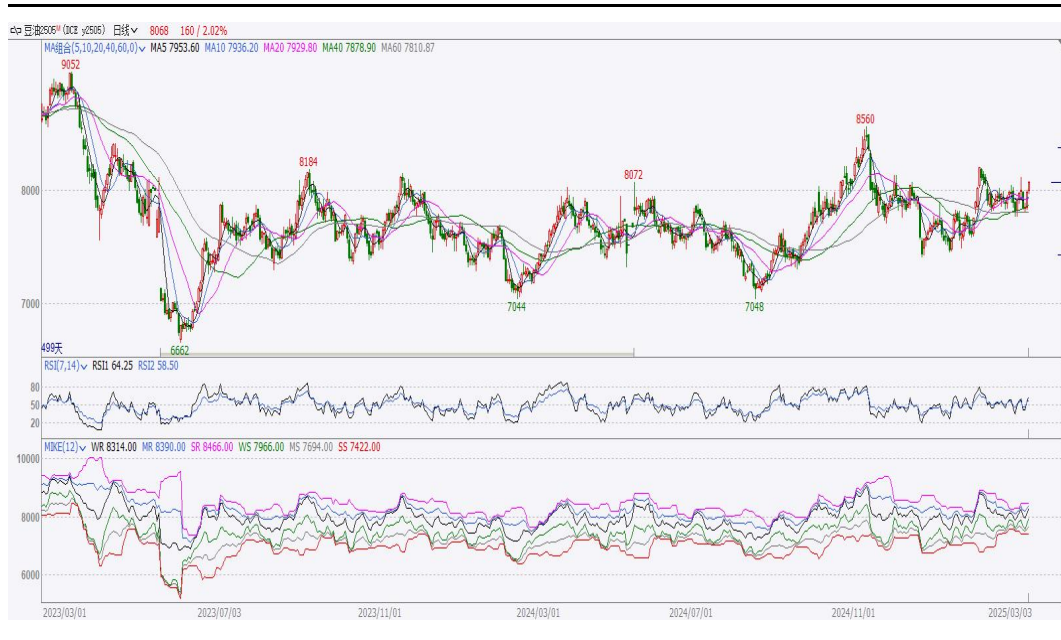 豆油2505ᴹ (DCE y2505) 日线 8068 160 / 2.02%
MA组合(5,10,20,40,60,0) MA5 7953.60 MA10 7936.20 MA20 7929.80 MA40 7878.90 MA60 7810.87
9052
8560
8184
8072
8000
7044
7048
7000
6662
499天
RSI(7,14) RSI1 64.25 RSI2 58.50
80
50
20
MIKE(12) WR 8314.00 MR 8390.00 SR 8466.00 WS 7966.00 MS 7694.00 SS 7422.00
10000
8000
6000
2023/03/01 2023/07/03 2023/11/01 2024/03/01 2024/07/01 2024/11/01 2025/03/03